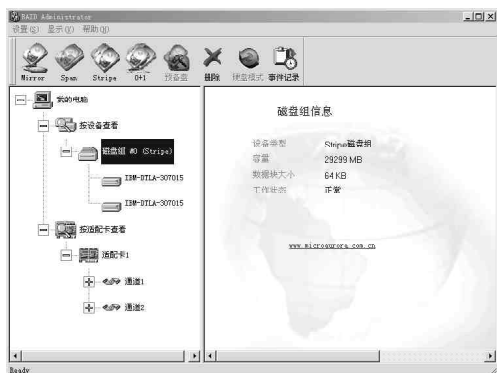 RAID Administrator
设置(S) 显示(V) 帮助(H)
Mirror Span Stripe 0+1 热备盘 删除 硬盘模式 事件记录
我的电脑
按设备查看
磁盘组 #0 (Stripe)
IBM-DTLA-307015
IBM-DTLA-307015
按适配卡查看
适配卡1
通道1
通道2
磁盘组信息
设备类型 Stripe磁盘组
容量 29299 MB
数据块大小 64 KB
工作状态 正常
www.microaurora.com.cn
Ready